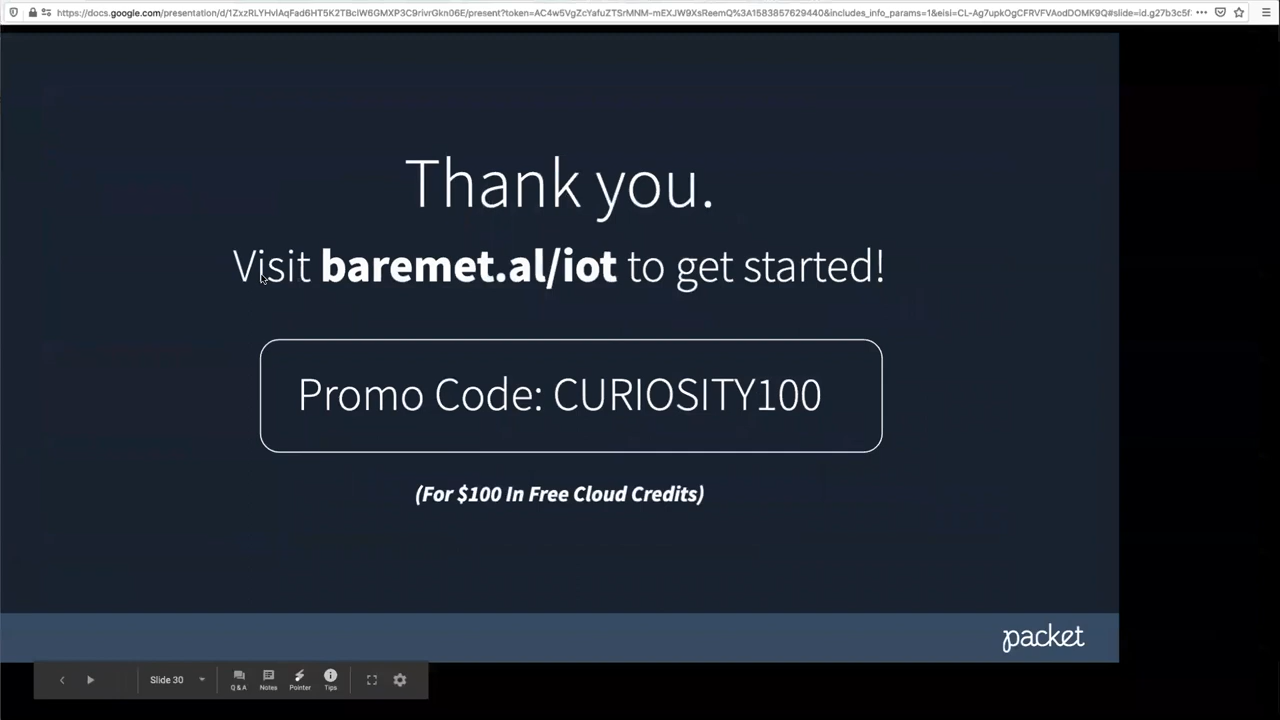 Thank you.
Visit baremet.al/iot to get started!
Promo Code: CURIOSITY100
(For $100 In Free Cloud Credits)
packet
Slide 30
Q & A
Notes
Pointer
Tips